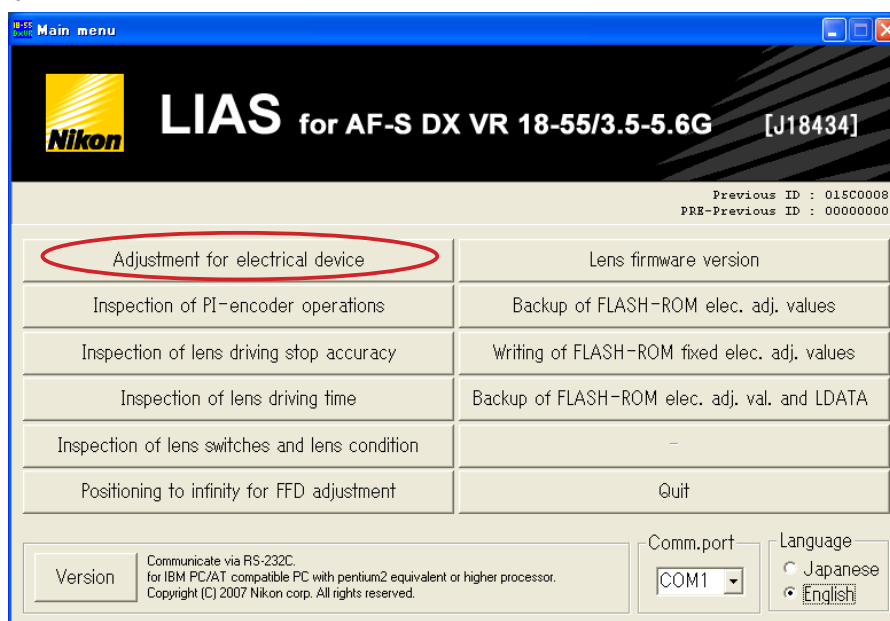 18-55
DXVR Main menu
Nikon
LIAS for AF-S DX VR 18-55/3.5-5.6G [J18434]
Previous ID : 015C0008
PRE-Previous ID : 00000000
Adjustment for electrical device
Lens firmware version
Inspection of PI-encoder operations
Backup of FLASH-ROM elec. adj. values
Inspection of lens driving stop accuracy
Writing of FLASH-ROM fixed elec. adj. values
Inspection of lens driving time
Backup of FLASH-ROM elec. adj. val. and LDATA
Inspection of lens switches and lens condition
-
Positioning to infinity for FFD adjustment
Quit
Version
Communicate via RS-232C.
for IBM PC/AT compatible PC with pentium2 equivalent or higher processor.
Copyright (C) 2007 Nikon corp. All rights reserved.
Comm.port
COM1
Language
Japanese
English